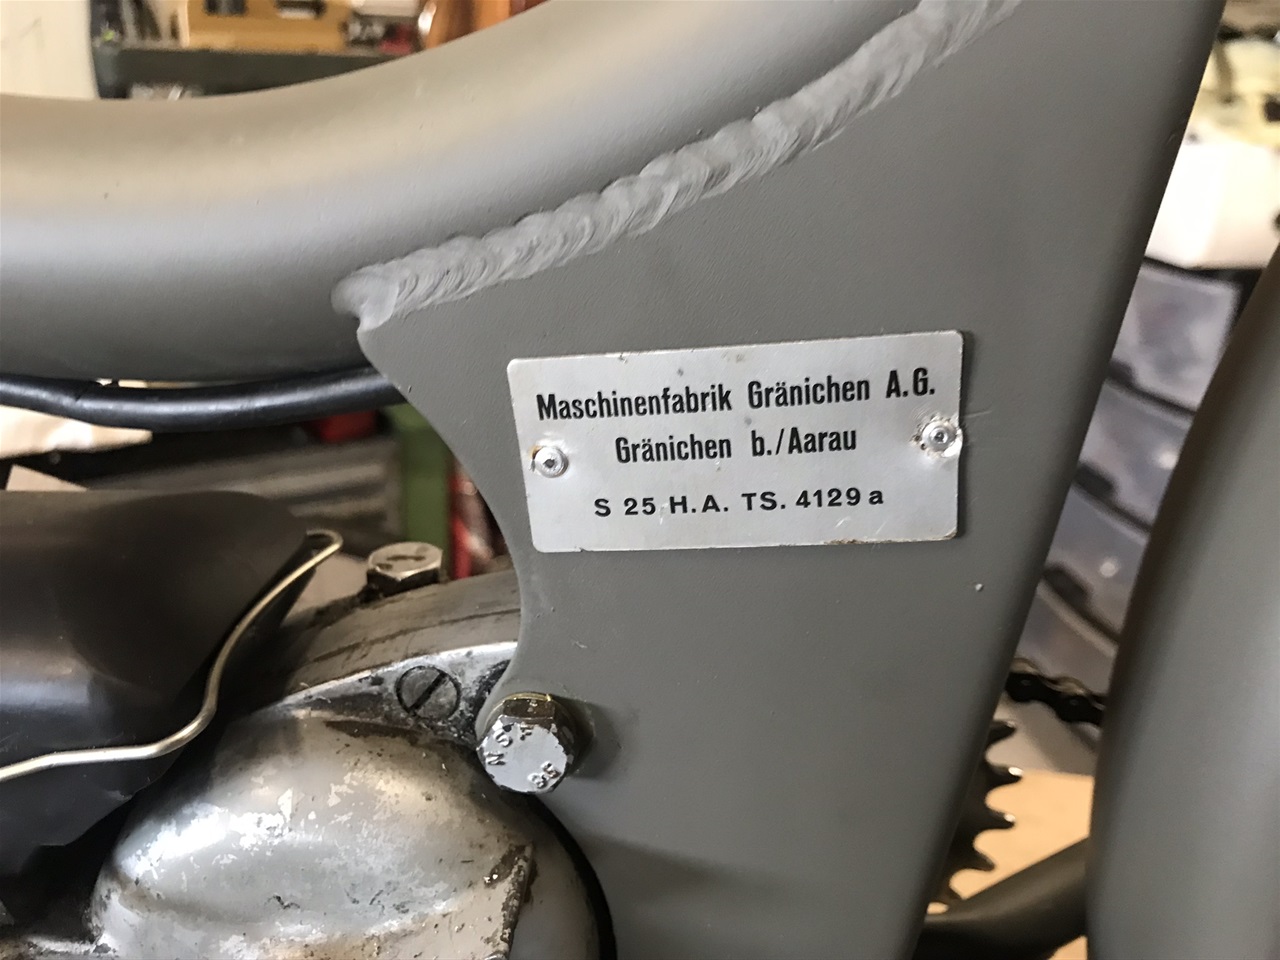 Maschinenfabrik Gränichen A.G.
Gränichen b./Aarau
S 25 H.A. TS. 4129 a